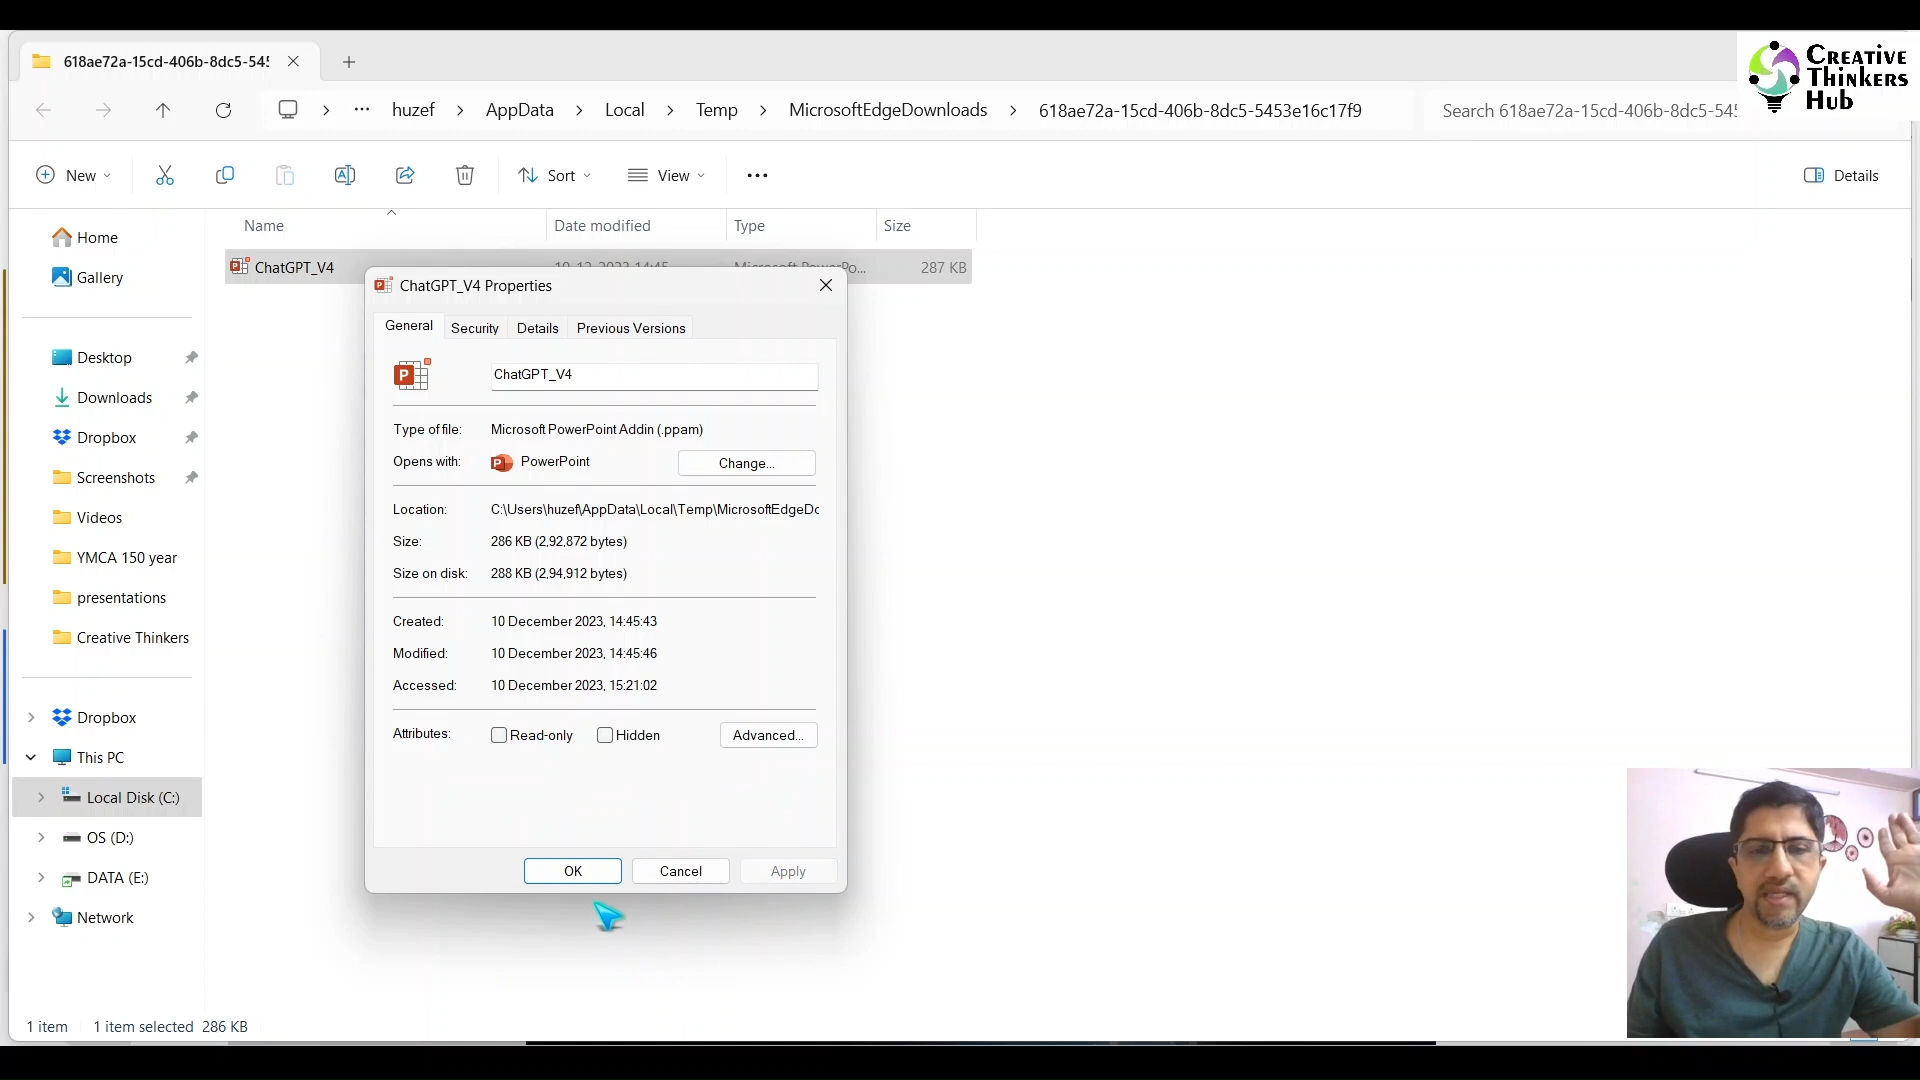 618ae72a-15cd-406b-8dc5-545
CREATIVE
THINKERS
HUB
... huzef > AppData > Local > Temp > MicrosoftEdgeDownloads > 618ae72a-15cd-406b-8dc5-5453e16c17f9
Search 618ae72a-15cd-406b-8dc5-545
New
Sort
View
Details
Name
Date modified
Type
Size
ChatGPT_V4
287 KB
Home
Gallery
Desktop
Downloads
Dropbox
Screenshots
Videos
YMCA 150 year
presentations
Creative Thinkers
Dropbox
This PC
Local Disk (C:)
OS (D:)
DATA (E:)
Network
ChatGPT_V4 Properties
General
Security
Details
Previous Versions
ChatGPT_V4
Type of file: Microsoft PowerPoint Addin (.ppam)
Opens with: PowerPoint
Change...
Location: C:\Users\huzef\AppData\Local\Temp\MicrosoftEdgeDo
Size: 286 KB (2,92,872 bytes)
Size on disk: 288 KB (2,94,912 bytes)
Created: 10 December 2023, 14:45:43
Modified: 10 December 2023, 14:45:46
Accessed: 10 December 2023, 15:21:02
Attributes: Read-only Hidden
Advanced...
OK
Cancel
Apply
1 item 1 item selected 286 KB